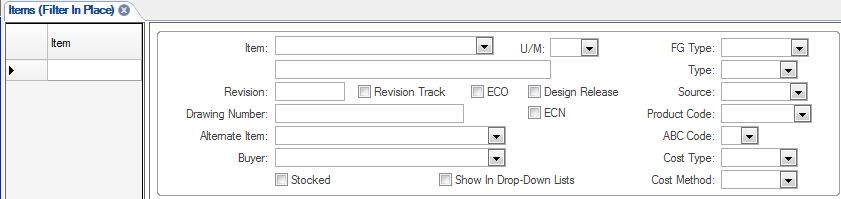 Items (Filter In Place)
Item
Item: U/M: FG Type:
Type:
Revision: Revision Track ECO Design Release Source:
Drawing Number: ECN Product Code:
Alternate Item: ABC Code:
Buyer: Cost Type:
Stocked Show In Drop-Down Lists Cost Method: